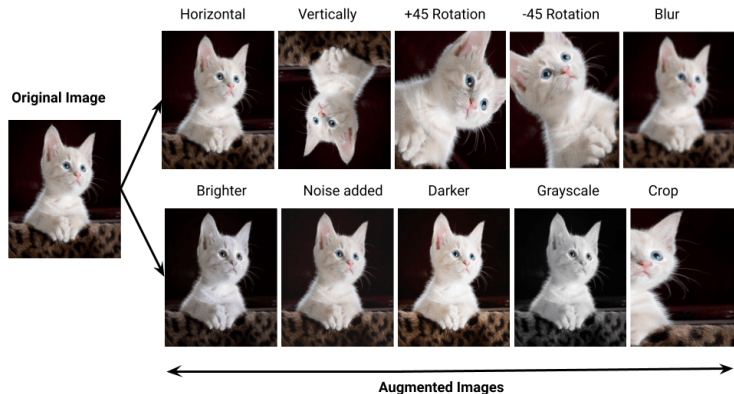 Horizontal Vertically +45 Rotation -45 Rotation Blur
Original Image
Brighter Noise added Darker Grayscale Crop
Augmented Images